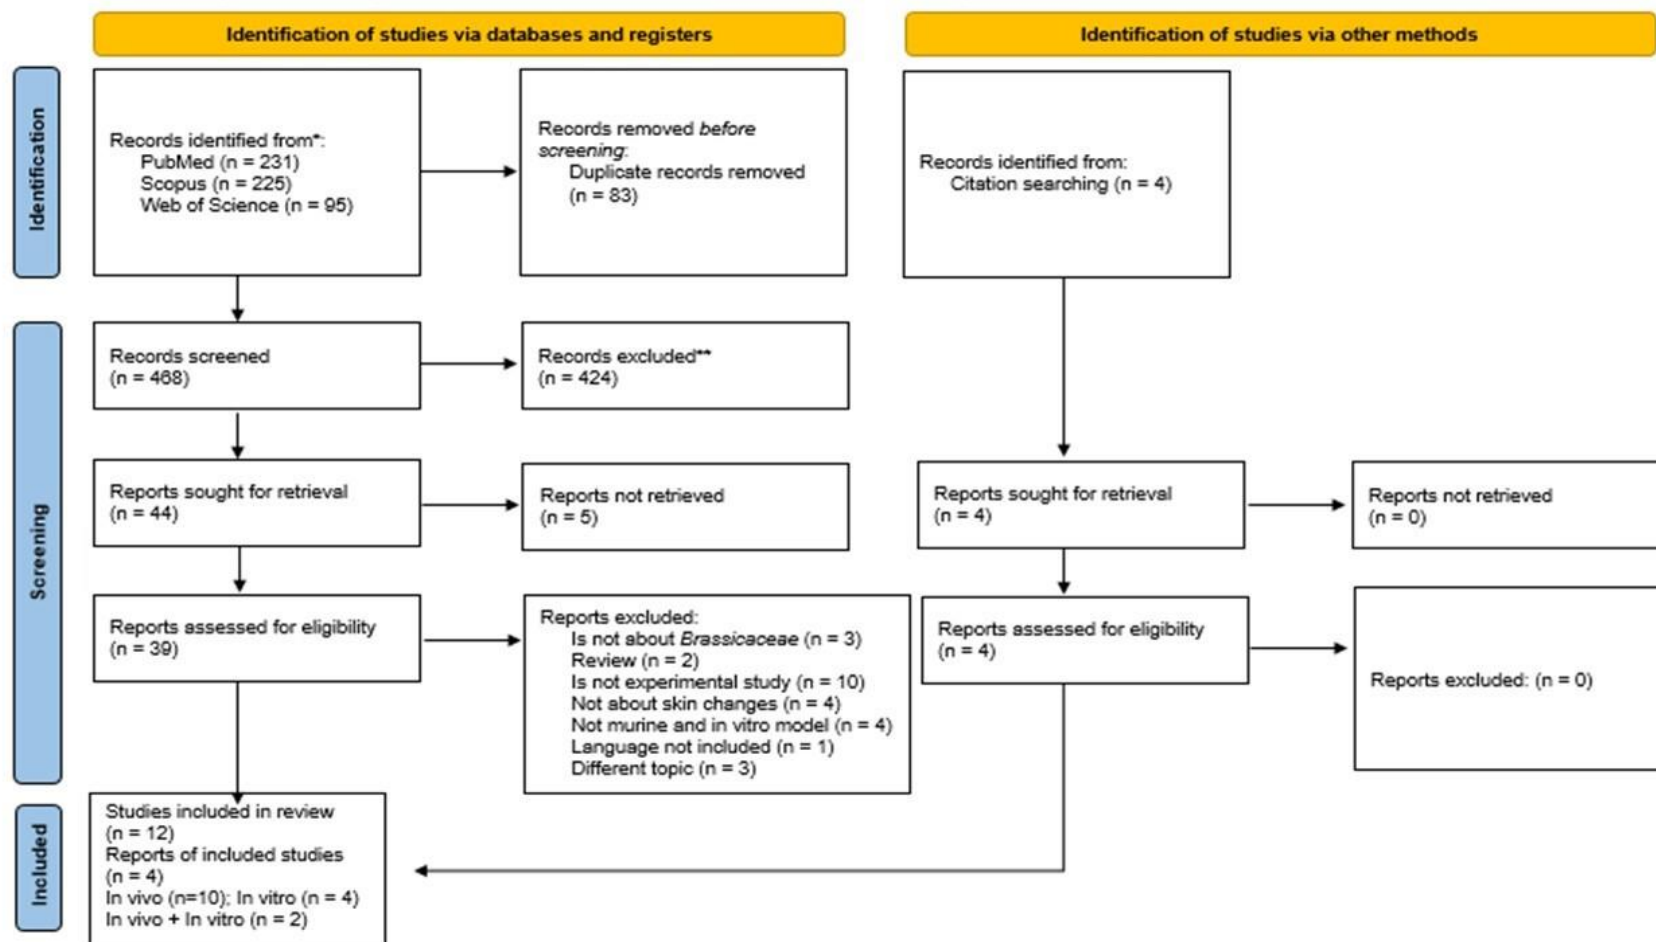 Identification of studies via databases and registers
Identification of studies via other methods
Identification
Records identified from*:
PubMed (n = 231)
Scopus (n = 225)
Web of Science (n = 95)
Records removed before
screening:
Duplicate records removed
(n = 83)
Records identified from:
Citation searching (n = 4)
Screening
Records screened
(n = 468)
Records excluded**
(n = 424)
Reports sought for retrieval
(n = 44)
Reports not retrieved
(n = 5)
Reports sought for retrieval
(n = 4)
Reports not retrieved
(n = 0)
Reports assessed for eligibility
(n = 39)
Reports excluded:
Is not about Brassicaceae (n = 3)
Review (n = 2)
Is not experimental study (n = 10)
Not about skin changes (n = 4)
Not murine and in vitro model (n = 4)
Language not included (n = 1)
Different topic (n = 3)
Reports assessed for eligibility
(n = 4)
Reports excluded: (n = 0)
Included
Studies included in review
(n = 12)
Reports of included studies
(n = 4)
In vivo (n=10); In vitro (n = 4)
In vivo + In vitro (n = 2)